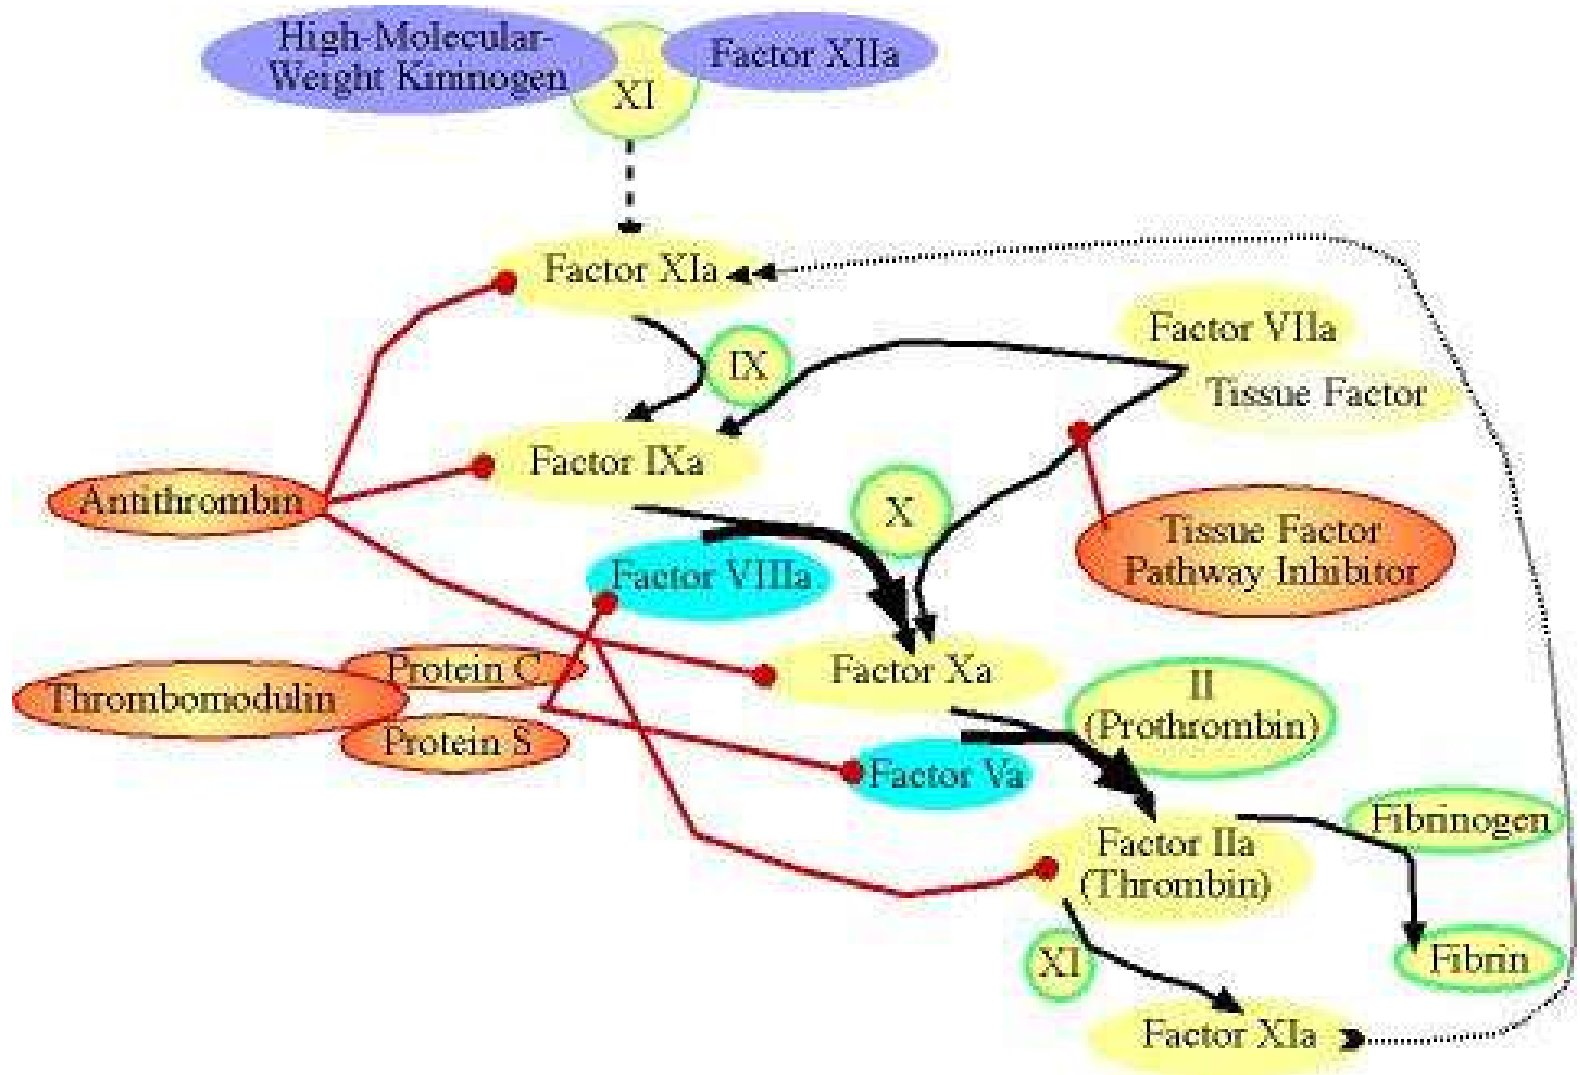 High-Molecular-
Weight Kininogen
XI
Factor XIIa
Factor XIa
Factor VIIa
Tissue Factor
IX
Factor IXa
Antithrombin
X
Tissue Factor
Pathway Inhibitor
Factor VIIIa
Protein C
Thrombomodulin
Protein S
Factor Xa
II
(Prothrombin)
Factor Va
Fibrinogen
Factor IIa
(Thrombin)
XI
Fibrin
Factor XIa